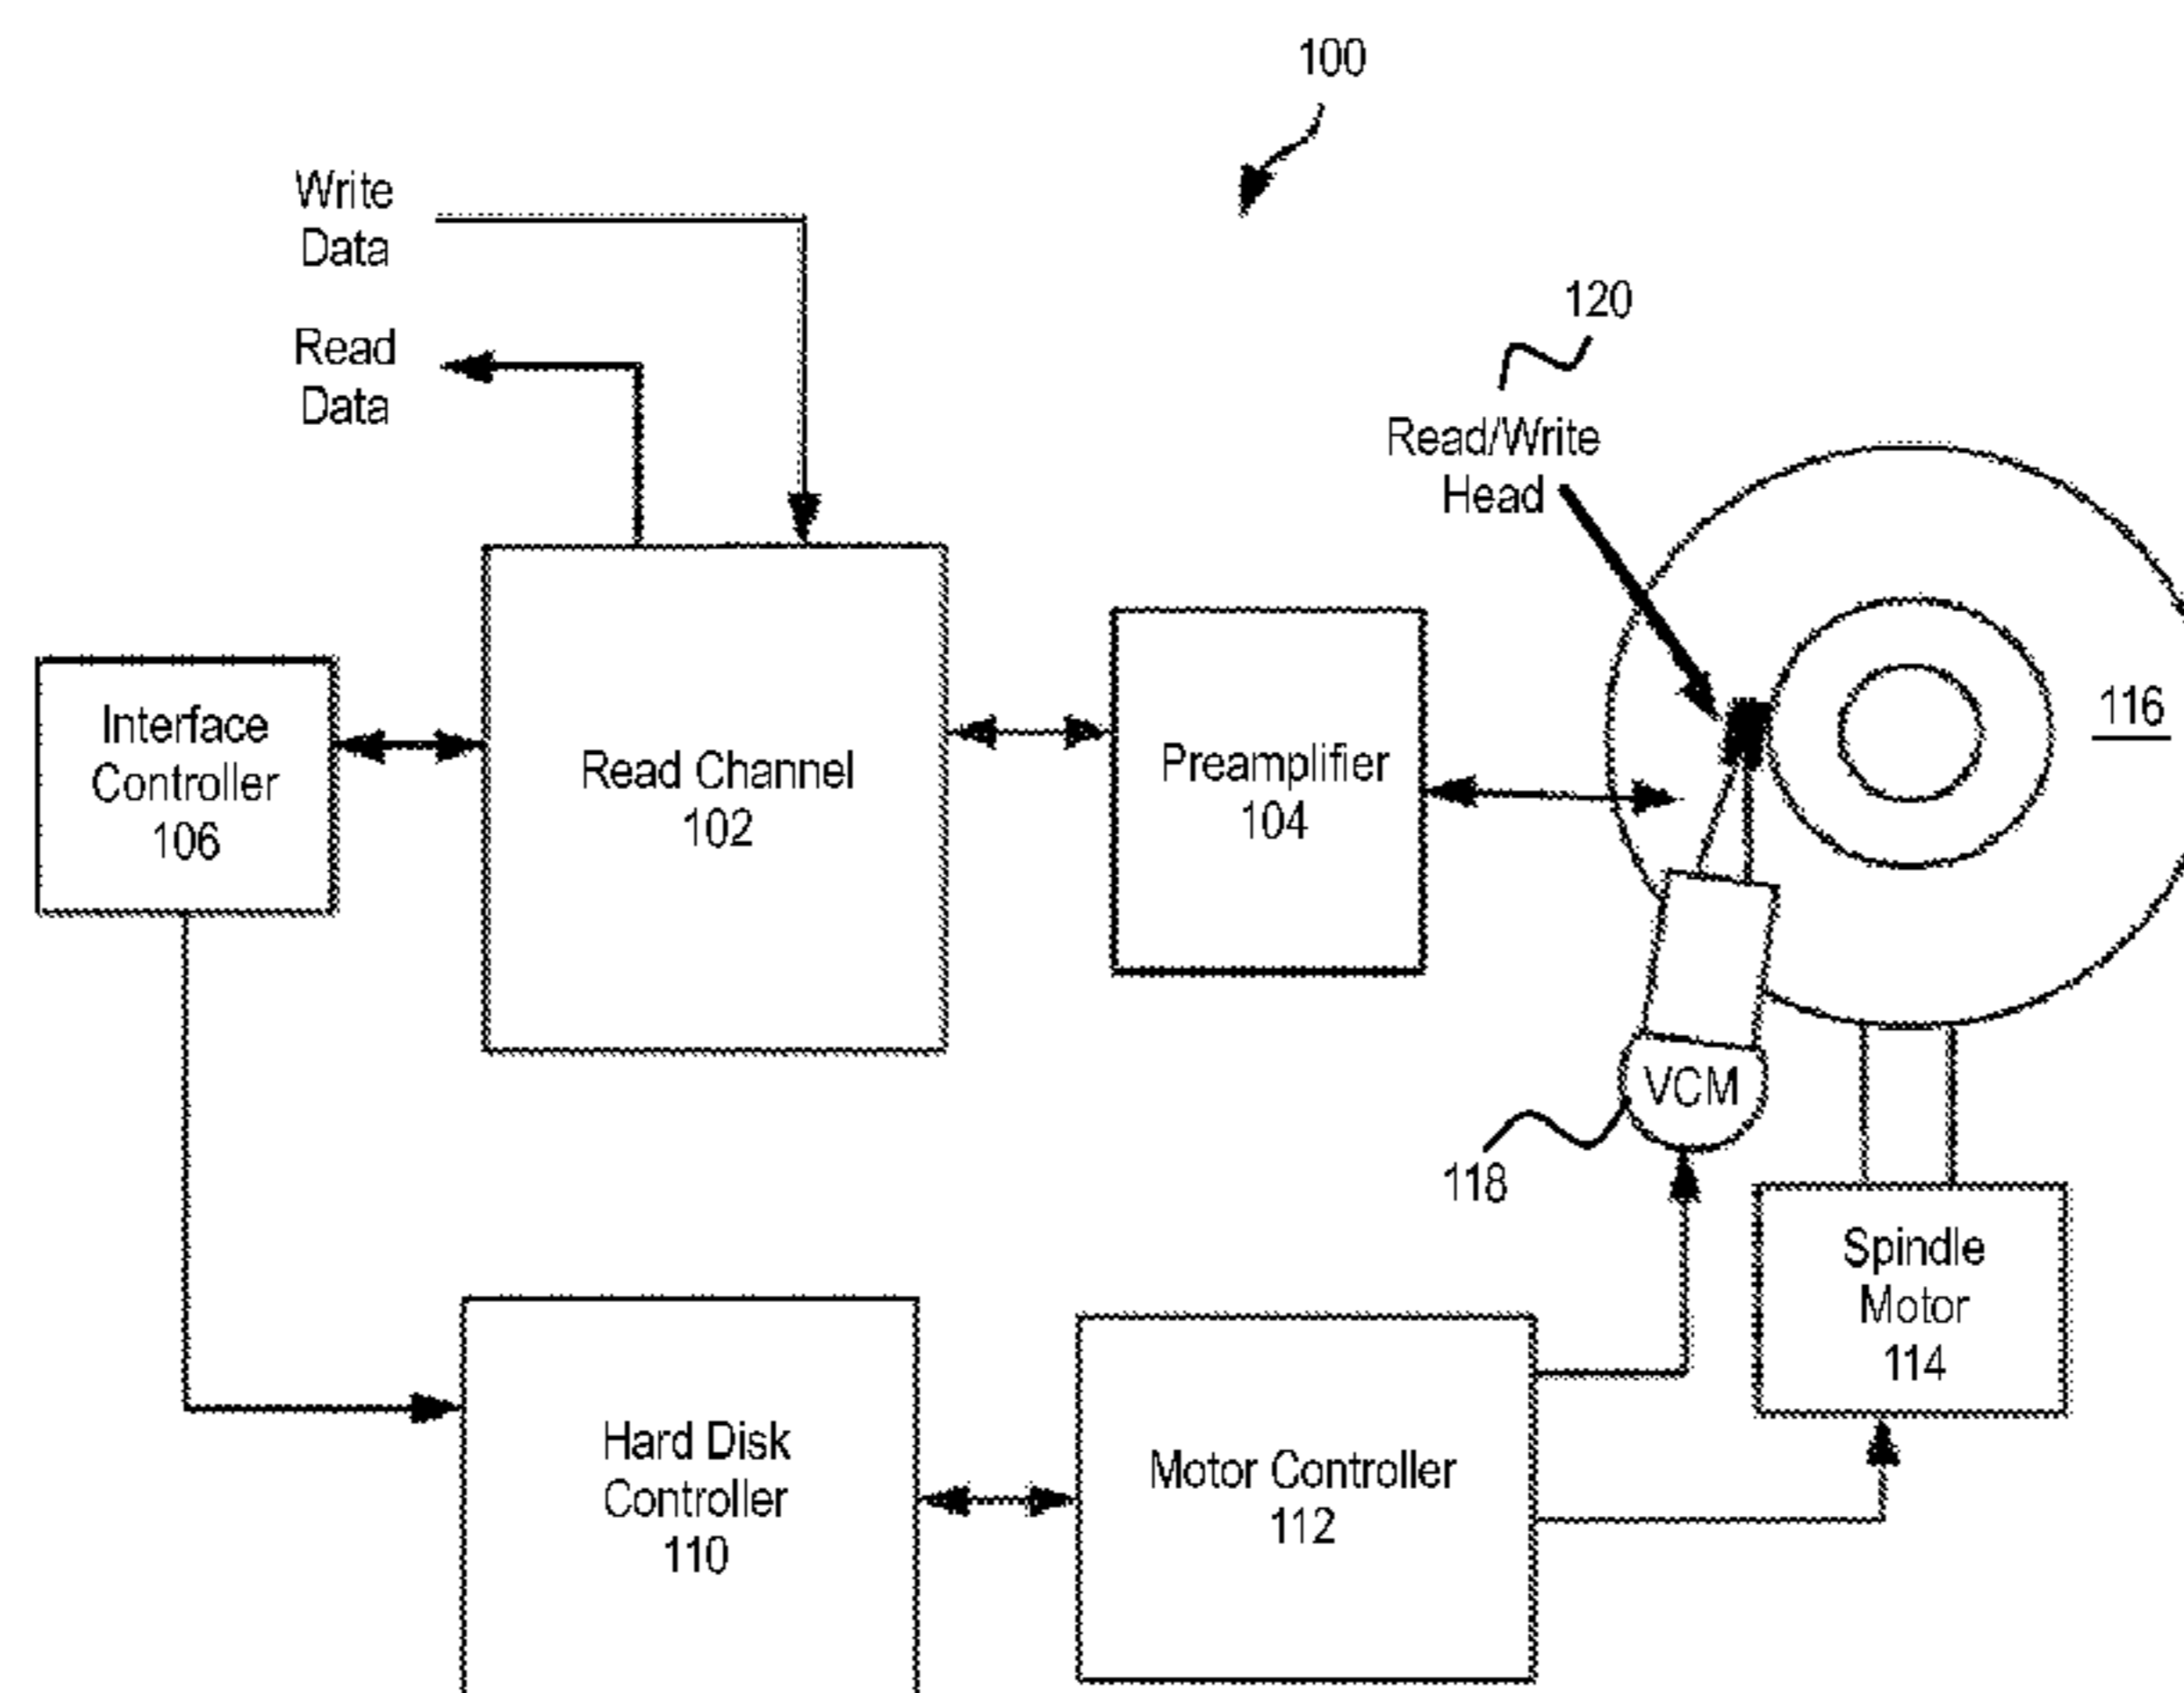 100
Write
Data
120
Read
Data
Read/Write
Head
Interface
Controller
106
Read Channel
102
Preamplifier
104
116
VCM
118
Spindle
Motor
114
Hard Disk
Controller
110
Motor Controller
112